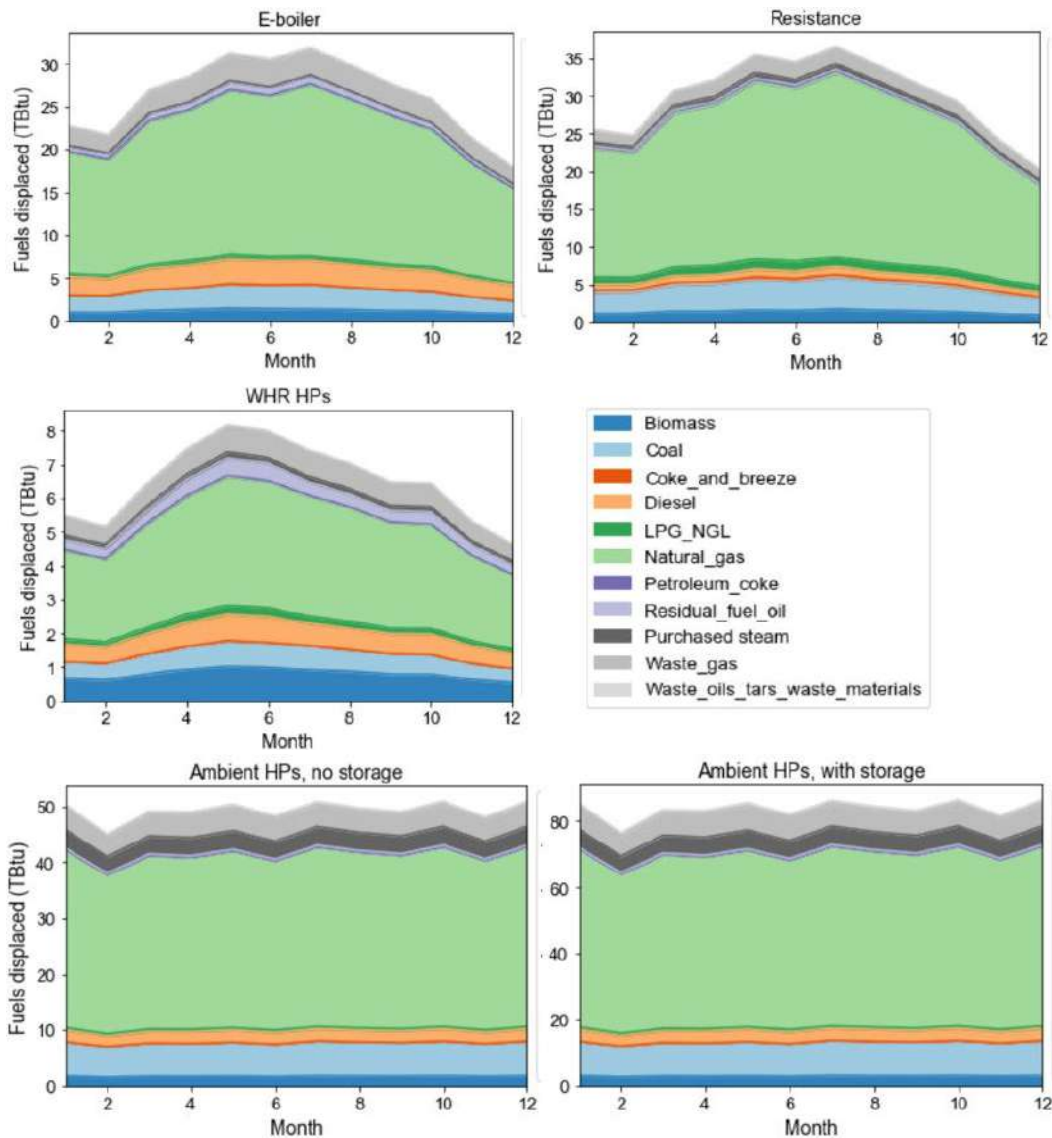 E-boiler
Fuels displaced (TBtu)
30
25
20
15
10
5
0
2 4 6 8 10 12
Month
Resistance
Fuels displaced (TBtu)
35
30
25
20
15
10
5
0
2 4 6 8 10 12
Month
WHR HPs
Fuels displaced (TBtu)
8
7
6
5
4
3
2
1
0
2 4 6 8 10 12
Month
Biomass
Coal
Coke_and_breeze
Diesel
LPG_NGL
Natural_gas
Petroleum_coke
Residual_fuel_oil
Purchased steam
Waste_gas
Waste_oils_tars_waste_materials
Ambient HPs, no storage
Fuels displaced (TBtu)
50
40
30
20
10
0
2 4 6 8 10 12
Month
Ambient HPs, with storage
80
60
40
20
0
2 4 6 8 10 12
Month